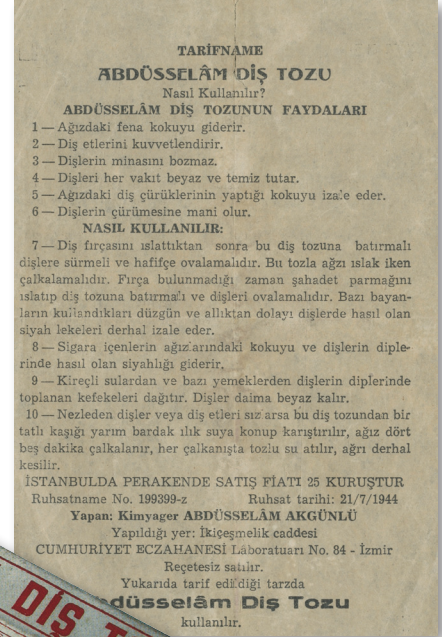 TARİFNAME
ABDÜSSELÂM DİŞ TOZU
Nasıl Kullanılır?
ABDÜSSELÂM DİŞ TOZUNUN FAYDALARI
1 — Ağızdaki fena kokuyu giderir.
2 — Diş etlerini kuvvetlendirir.
3 — Dişlerin minasını bozmaz.
4 — Dişleri her vakıt beyaz ve temiz tutar.
5 — Ağızdaki diş çürüklerinin yaptığı kokuyu izale eder.
6 — Dişlerin çürümesine mani olur.
NASIL KULLANILIR:
7 — Diş fırçasını ıslattıktan sonra bu diş tozuna batırmalı
dişlere sürmeli ve hafifçe ovalamalıdır. Bu tozla ağzı ıslak iken
çalkalamalıdır. Fırça bulunmadığı zaman şahadet parmağını
ıslatıp diş tozuna batırmalı ve dişleri ovalamalıdır. Bazı bayan-
ların kullandıkları düzgün ve allıktan dolayı dişlerde hasıl olan
siyah lekeleri derhal izale eder.
8 — Sigara içenlerin ağızlarındaki kokuyu ve dişlerin diple-
rinde hasıl olan siyahlığı giderir.
9 — Kireçli sulardan ve bazı yemeklerden dişlerin diplerinde
toplanan kefekeleri dağıtır. Dişler daima beyaz kalır.
10 — Nezleden dişler veya diş etleri sızlarsa bu diş tozundan bir
tatlı kaşığı yarım bardak ılık suya konup karıştırılır, ağız dört
beş dakika çalkalanır, her çalkanışta tozlu su atılır, ağrı derhal
kesilir.
İSTANBULDA PERAKENDE SATIŞ FİATI 25 KURUŞTUR
Ruhsatname No. 199399-z Ruhsat tarihi: 21/7/1944
Yapan: Kimyager ABDÜSSELÂM AKGÜNLÜ
Yapıldığı yer: İkiçeşmelik caddesi
CUMHURİYET ECZAHANESİ Lâboratuarı No. 84 - İzmir
Reçetesiz satılır.
Yukarıda tarif edildiği tarzda
düsselâm Diş Tozu
kullanılır.
DİŞ T